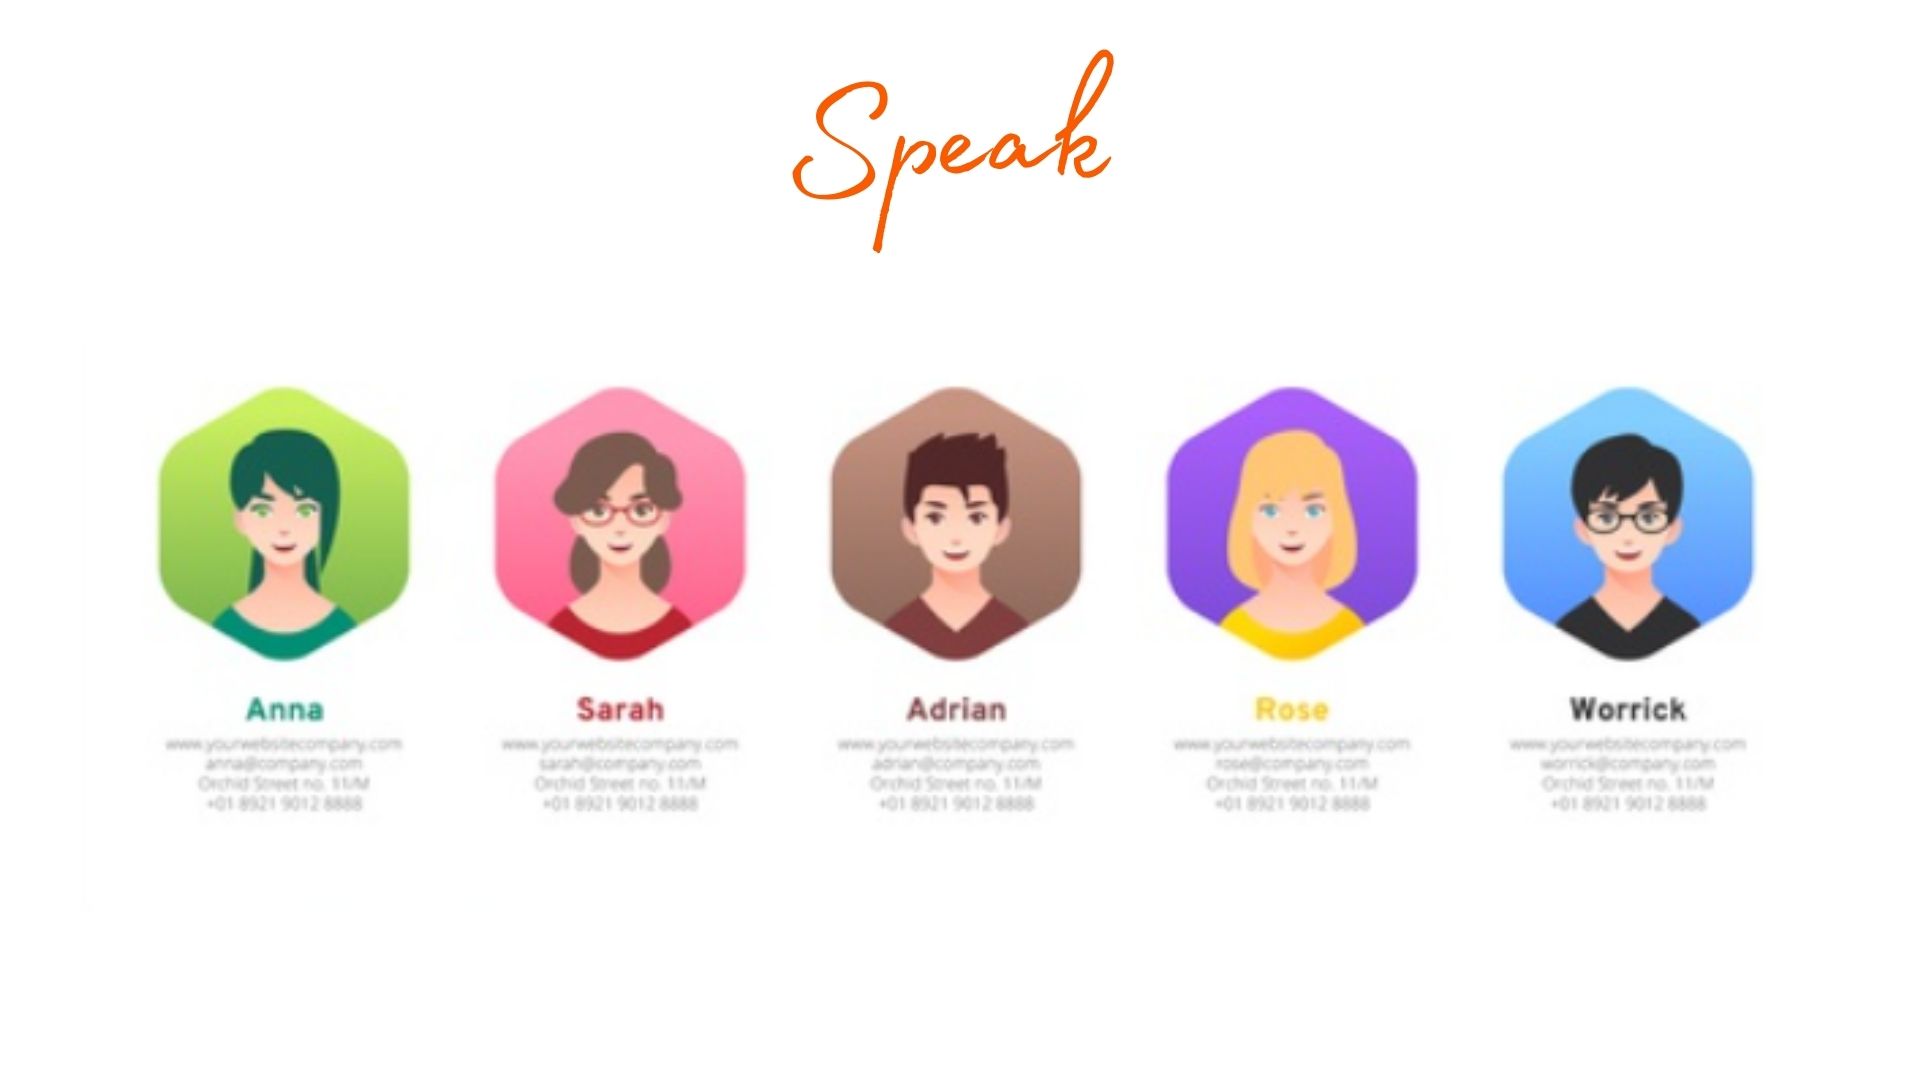 Speak
Anna
www.yourwebsitecompany.com
anna@company.com
Orchid Street no. 11/M
+01 8921 9012 8888
Sarah
www.yourwebsitecompany.com
sarah@company.com
Orchid Street no. 11/M
+01 8921 9012 8888
Adrian
www.yourwebsitecompany.com
adrian@company.com
Orchid Street no. 11/M
+01 8921 9012 8888
Rose
www.yourwebsitecompany.com
rose@company.com
Orchid Street no. 11/M
+01 8921 9012 8888
Worrick
www.yourwebsitecompany.com
worrick@company.com
Orchid Street no. 11/M
+01 8921 9012 8888